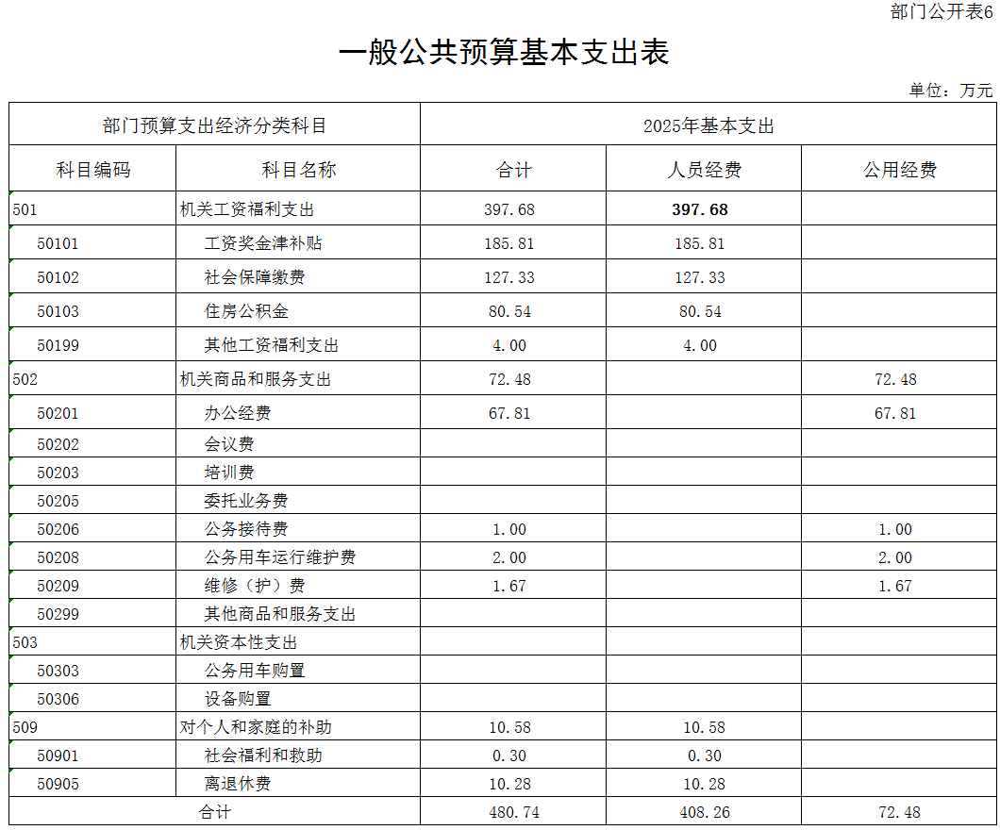 部门公开表6
一般公共预算基本支出表
单位：万元
部门预算支出经济分类科目 2025年基本支出
科目编码 科目名称 合计 人员经费 公用经费
501 机关工资福利支出 397.68 397.68
50101 工资奖金津补贴 185.81 185.81
50102 社会保障缴费 127.33 127.33
50103 住房公积金 80.54 80.54
50199 其他工资福利支出 4.00 4.00
502 机关商品和服务支出 72.48 72.48
50201 办公经费 67.81 67.81
50202 会议费
50203 培训费
50205 委托业务费
50206 公务接待费 1.00 1.00
50208 公务用车运行维护费 2.00 2.00
50209 维修（护）费 1.67 1.67
50299 其他商品和服务支出
503 机关资本性支出
50303 公务用车购置
50306 设备购置
509 对个人和家庭的补助 10.58 10.58
50901 社会福利和救助 0.30 0.30
50905 离退休费 10.28 10.28
合计 480.74 408.26 72.48